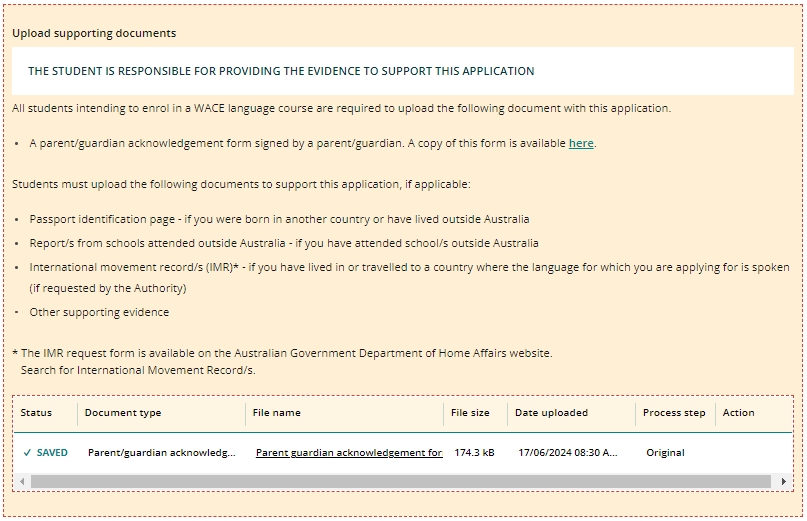 Upload supporting documents
THE STUDENT IS RESPONSIBLE FOR PROVIDING THE EVIDENCE TO SUPPORT THIS APPLICATION
All students intending to enrol in a WACE language course are required to upload the following document with this application.
• A parent/guardian acknowledgement form signed by a parent/guardian. A copy of this form is available here.
Students must upload the following documents to support this application, if applicable:
• Passport identification page - if you were born in another country or have lived outside Australia
• Report/s from schools attended outside Australia - if you have attended school/s outside Australia
• International movement record/s (IMR)* - if you have lived in or travelled to a country where the language for which you are applying for is spoken
(if requested by the Authority)
• Other supporting evidence
* The IMR request form is available on the Australian Government Department of Home Affairs website.
Search for International Movement Record/s.
Status Document type File name File size Date uploaded Process step Action
✓ SAVED Parent/guardian acknowledg... Parent guardian acknowledgement for 174.3 kB 17/06/2024 08:30 A... Original